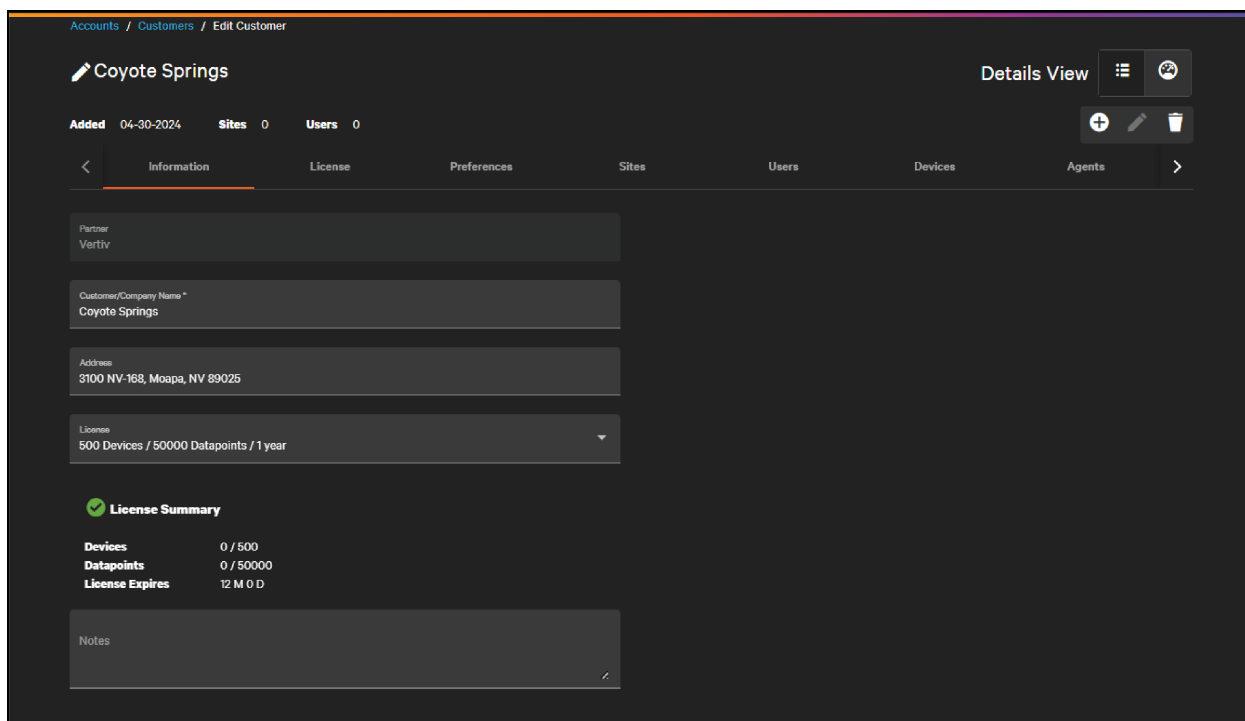 Accounts / Customers / Edit Customer
Coyote Springs
Details View
Added 04-30-2024 Sites 0 Users 0
Information License Preferences Sites Users Devices Agents
Partner
Vertiv
Customer/Company Name *
Coyote Springs
Address
3100 NV-168, Moapa, NV 89025
License
500 Devices / 50000 Datapoints / 1 year
License Summary
Devices 0 / 500
Datapoints 0 / 50000
License Expires 12 M 0 D
Notes